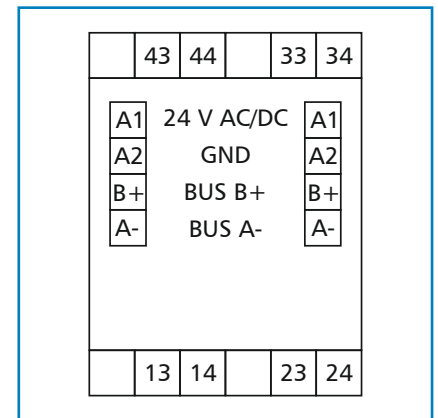 43 44 33 34
A1 24 V AC/DC A1
A2 GND A2
B+ BUS B+ B+
A- BUS A- A-
13 14 23 24